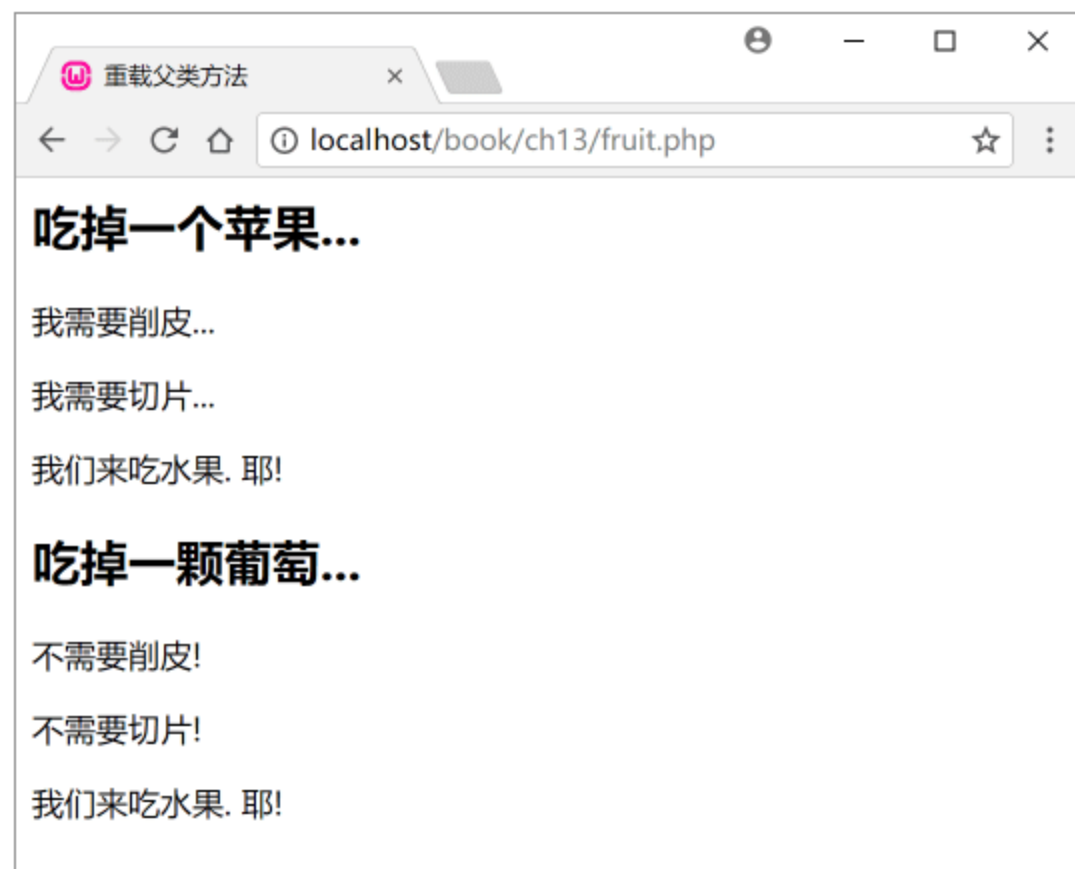 重载父类方法
localhost/book/ch13/fruit.php
吃掉一个苹果...
我需要削皮...
我需要切片...
我们来吃水果. 耶!
吃掉一颗葡萄...
不需要削皮!
不需要切片!
我们来吃水果. 耶!